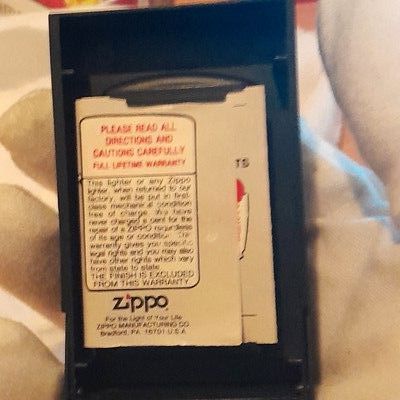 PLEASE READ ALL
DIRECTIONS AND
CAUTIONS CAREFULLY
FULL LIFETIME WARRANTY
This lighter or any Zippo
lighter, when returned to our
factory, will be put in first-
class mechanical condition
free of charge. We have
never charged a cent for the
repair of a ZIPPO regardless
of its age or condition. This
warranty gives you specific
legal rights and you may also
have other rights which vary
from state to state.
THE FINISH IS EXCLUDED
FROM THIS WARRANTY.
zippo
For the Light of Your Life
ZIPPO MANUFACTURING CO
Bradford, PA. 16701 U.S.A
TS